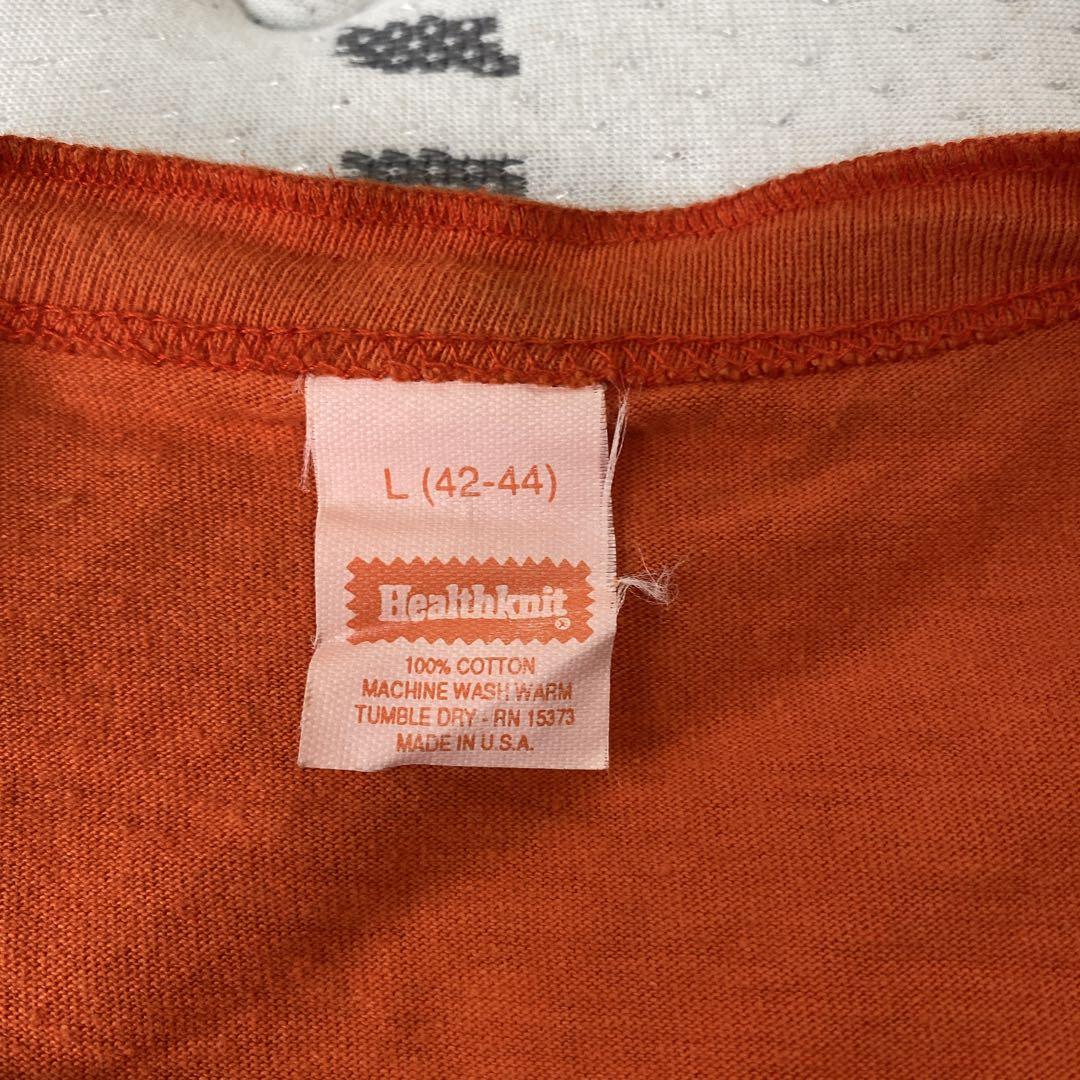 L (42-44)
Healthknit
100% COTTON
MACHINE WASH WARM
TUMBLE DRY - RN 15373
MADE IN U.S.A.